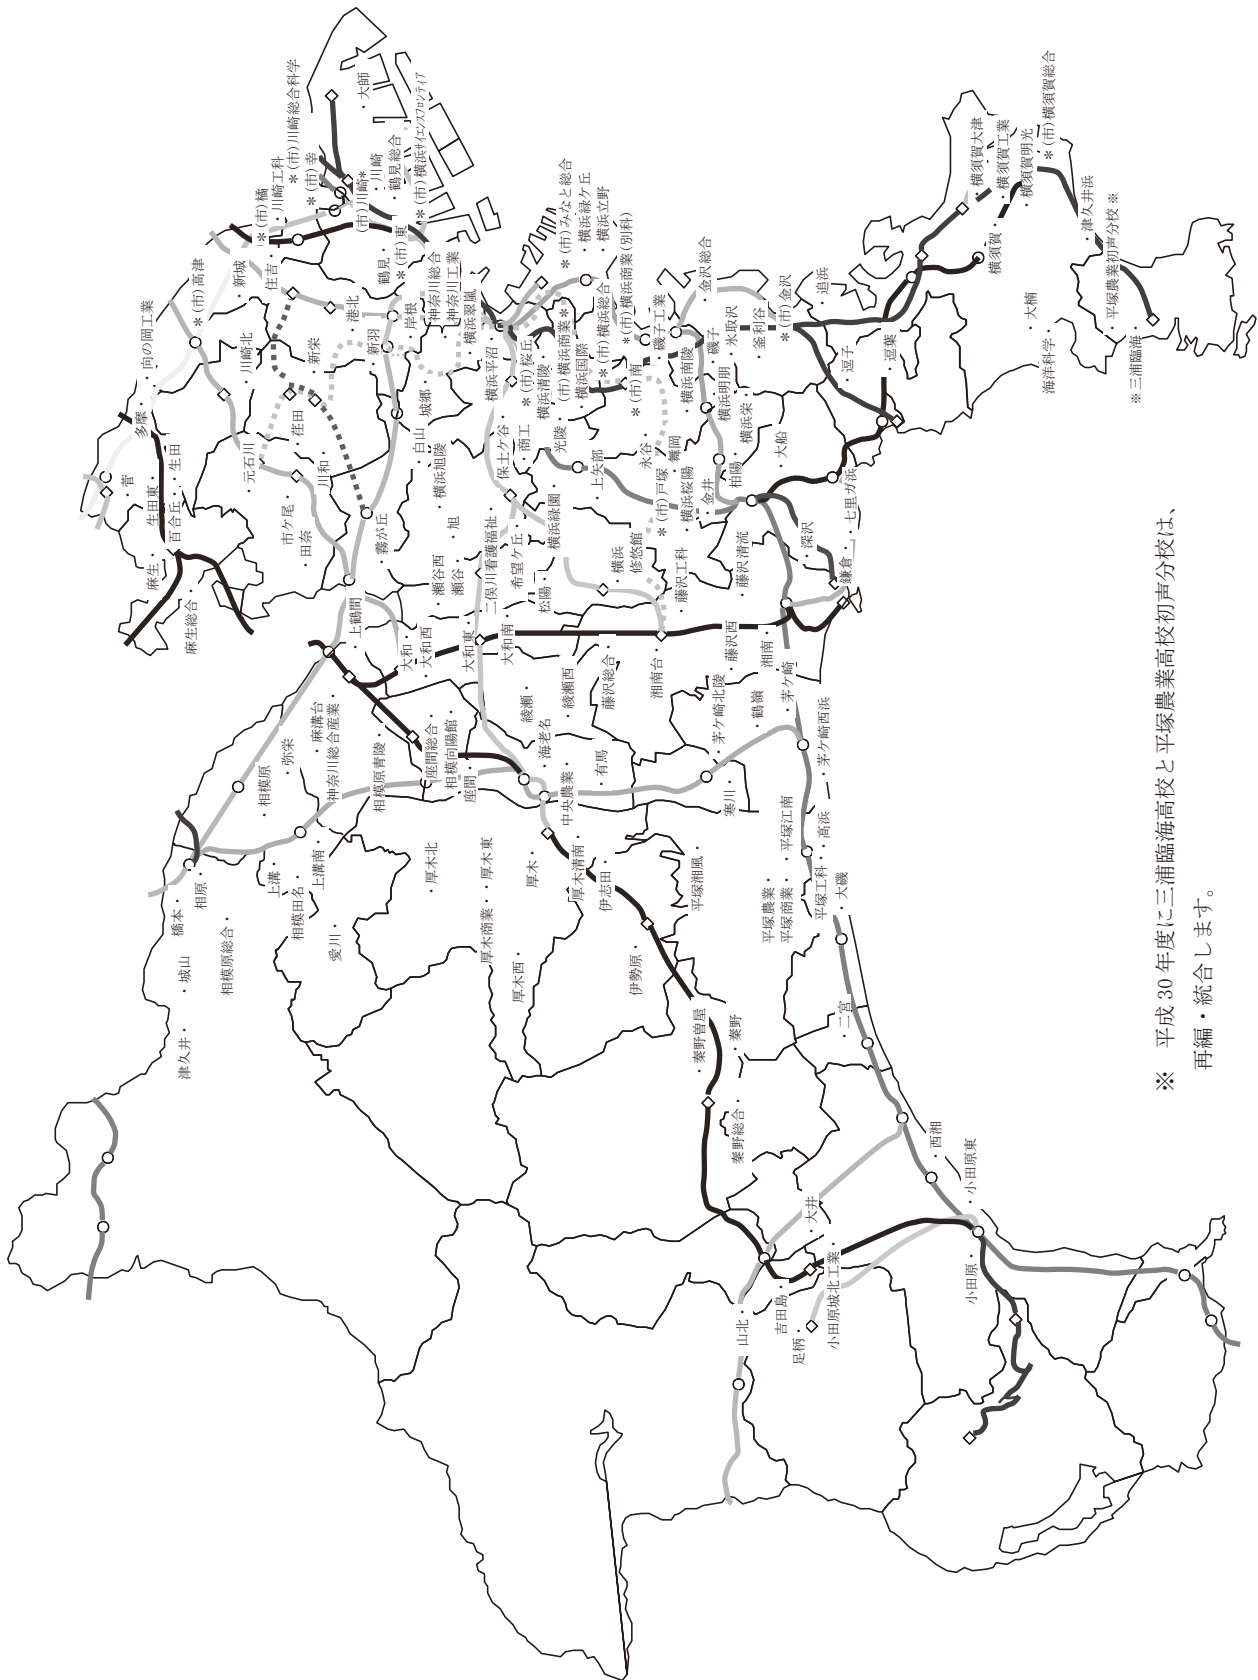 ＊(市)川崎総合科学
・大師
＊(市)幸
・川崎工科
＊(市)橘
(市)川崎＊
・川崎
・鶴見総合
＊(市)横浜サイエンスフロンティア
＊(市)東
鶴見・
住吉・
・新城
＊(市)高津
・向の岡工業
多摩・
・菅
・生田
生田東・
百合丘・
麻生・
麻生総合・
・川崎北
・元石川
・新栄
・荏田
川和・
市ケ尾・
・田奈
・港北
新羽・
・岸根
神奈川総合・
神奈川工業・
・横浜翠嵐
城郷・
・白山
・霧が丘
・横浜旭陵
・旭
・瀬谷西
瀬谷・
二俣川看護福祉・
希望ケ丘・
松陽・
保土ケ谷・
・商工
・横浜平沼
＊(市)桜丘
横浜清陵・
・光陵
(市)横浜商業＊
横浜国際・
＊(市)みなと総合
・横浜緑ケ丘
・横浜立野
＊(市)横浜総合
＊(市)横浜商業(別科)
＊(市)南
磯子工業・
・上矢部
横浜緑園・
横浜修悠館・
永谷・
舞岡・
＊(市)戸塚
・横浜桜陽
・横浜南陵
・磯子
・氷取沢
・金沢総合
・釜利谷
＊(市)金沢
・追浜
横浜明朋・
・横浜栄
・柏陽
・金井
・大船
・逗子
・逗葉
・横須賀
・横須賀大津
・横須賀工業
・横須賀明光
＊(市)横須賀総合
・大楠
海洋科学・
・津久井浜
・平塚農業初声分校※
※三浦臨海・
・七里ガ浜
・深沢
鎌倉・
・藤沢清流
・藤沢工科
・藤沢西
湘南・
・湘南台
藤沢総合・
・上鶴間
大和・
・大和西
大和東・
大和南・
綾瀬・
・綾瀬西
・海老名
・有馬
中央農業・
座間総合・
相模向陽館・
座間・
・弥栄
・麻溝台
神奈川総合産業・
相模原青陵・
・相模原
上溝・
上溝南・
相模田名・
橋本・
・相原
・城山
津久井・
相模原総合・
愛川・
・厚木北
・厚木東
厚木商業・
・厚木
厚木西・
厚木清南・
伊志田・
伊勢原・
・茅ケ崎北陵
・鶴嶺
・茅ケ崎
・茅ケ崎西浜
・寒川
平塚湘風・
・平塚江南
平塚農業・
平塚商業・
平塚工科・
・高浜
・大磯
・二宮
・秦野曽屋
・秦野
秦野総合・
・大井
山北・
吉田島・
足柄・
小田原城北工業・
・西湘
・小田原東
小田原・
※　平成 30 年度に三浦臨海高校と平塚農業高校初声分校は、
再編・統合します。